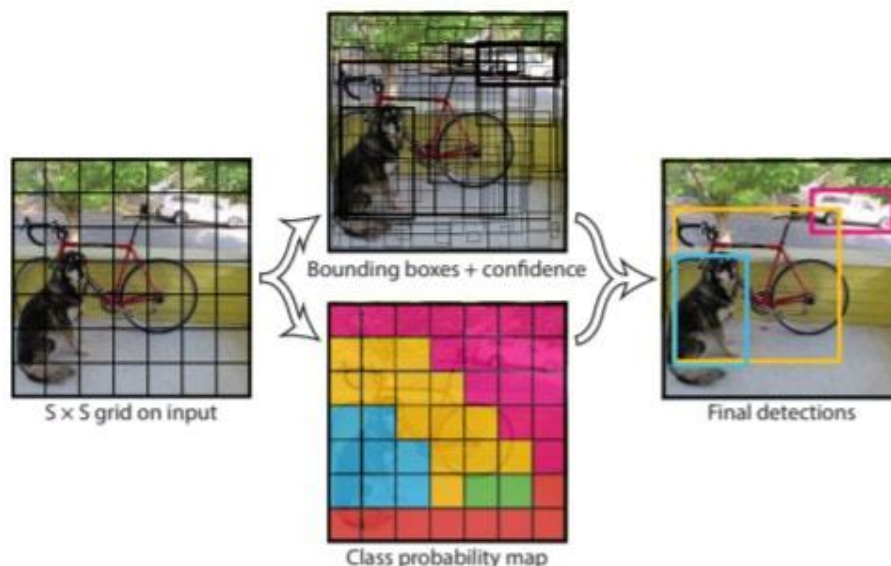 Bounding boxes + confidence
S × S grid on input
Final detections
Class probability map